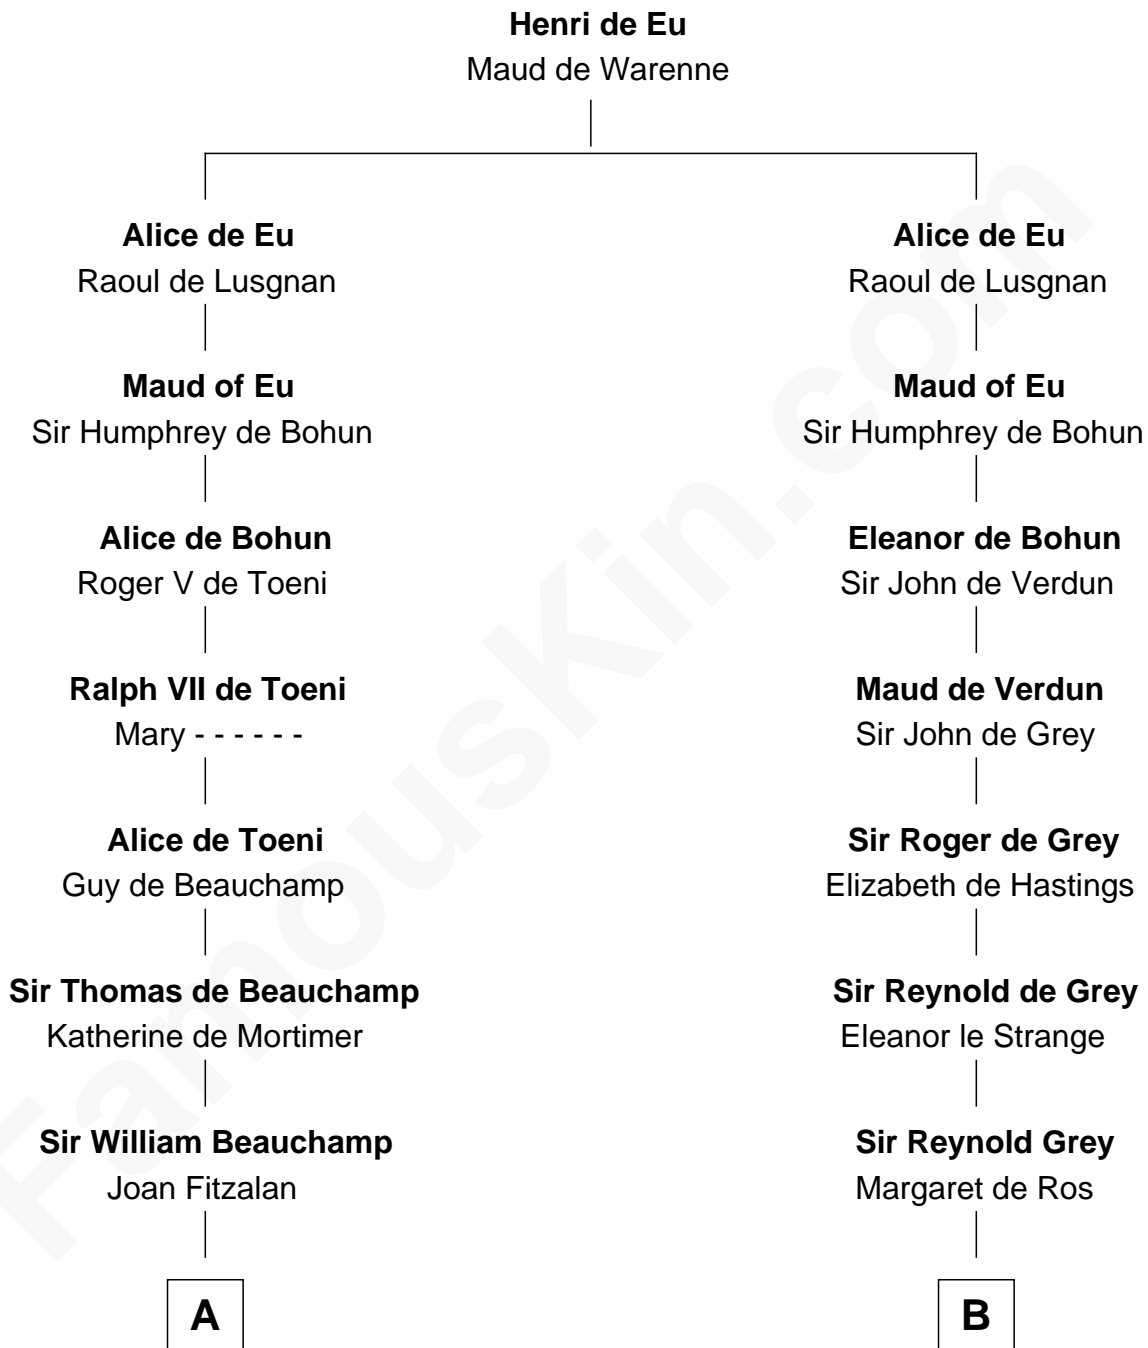 Henri de Eu
Maud de Warenne
Alice de Eu
Raoul de Lusgnan
Maud of Eu
Sir Humphrey de Bohun
Alice de Bohun
Roger V de Toeni
Ralph VII de Toeni
Mary - - - - - -
Alice de Toeni
Guy de Beauchamp
Sir Thomas de Beauchamp
Katherine de Mortimer
Sir William Beauchamp
Joan Fitzalan
A
Alice de Eu
Raoul de Lusgnan
Maud of Eu
Sir Humphrey de Bohun
Eleanor de Bohun
Sir John de Verdun
Maud de Verdun
Sir John de Grey
Sir Roger de Grey
Elizabeth de Hastings
Sir Reynold de Grey
Eleanor le Strange
Sir Reynold Grey
Margaret de Ros
B
FamousKin.com